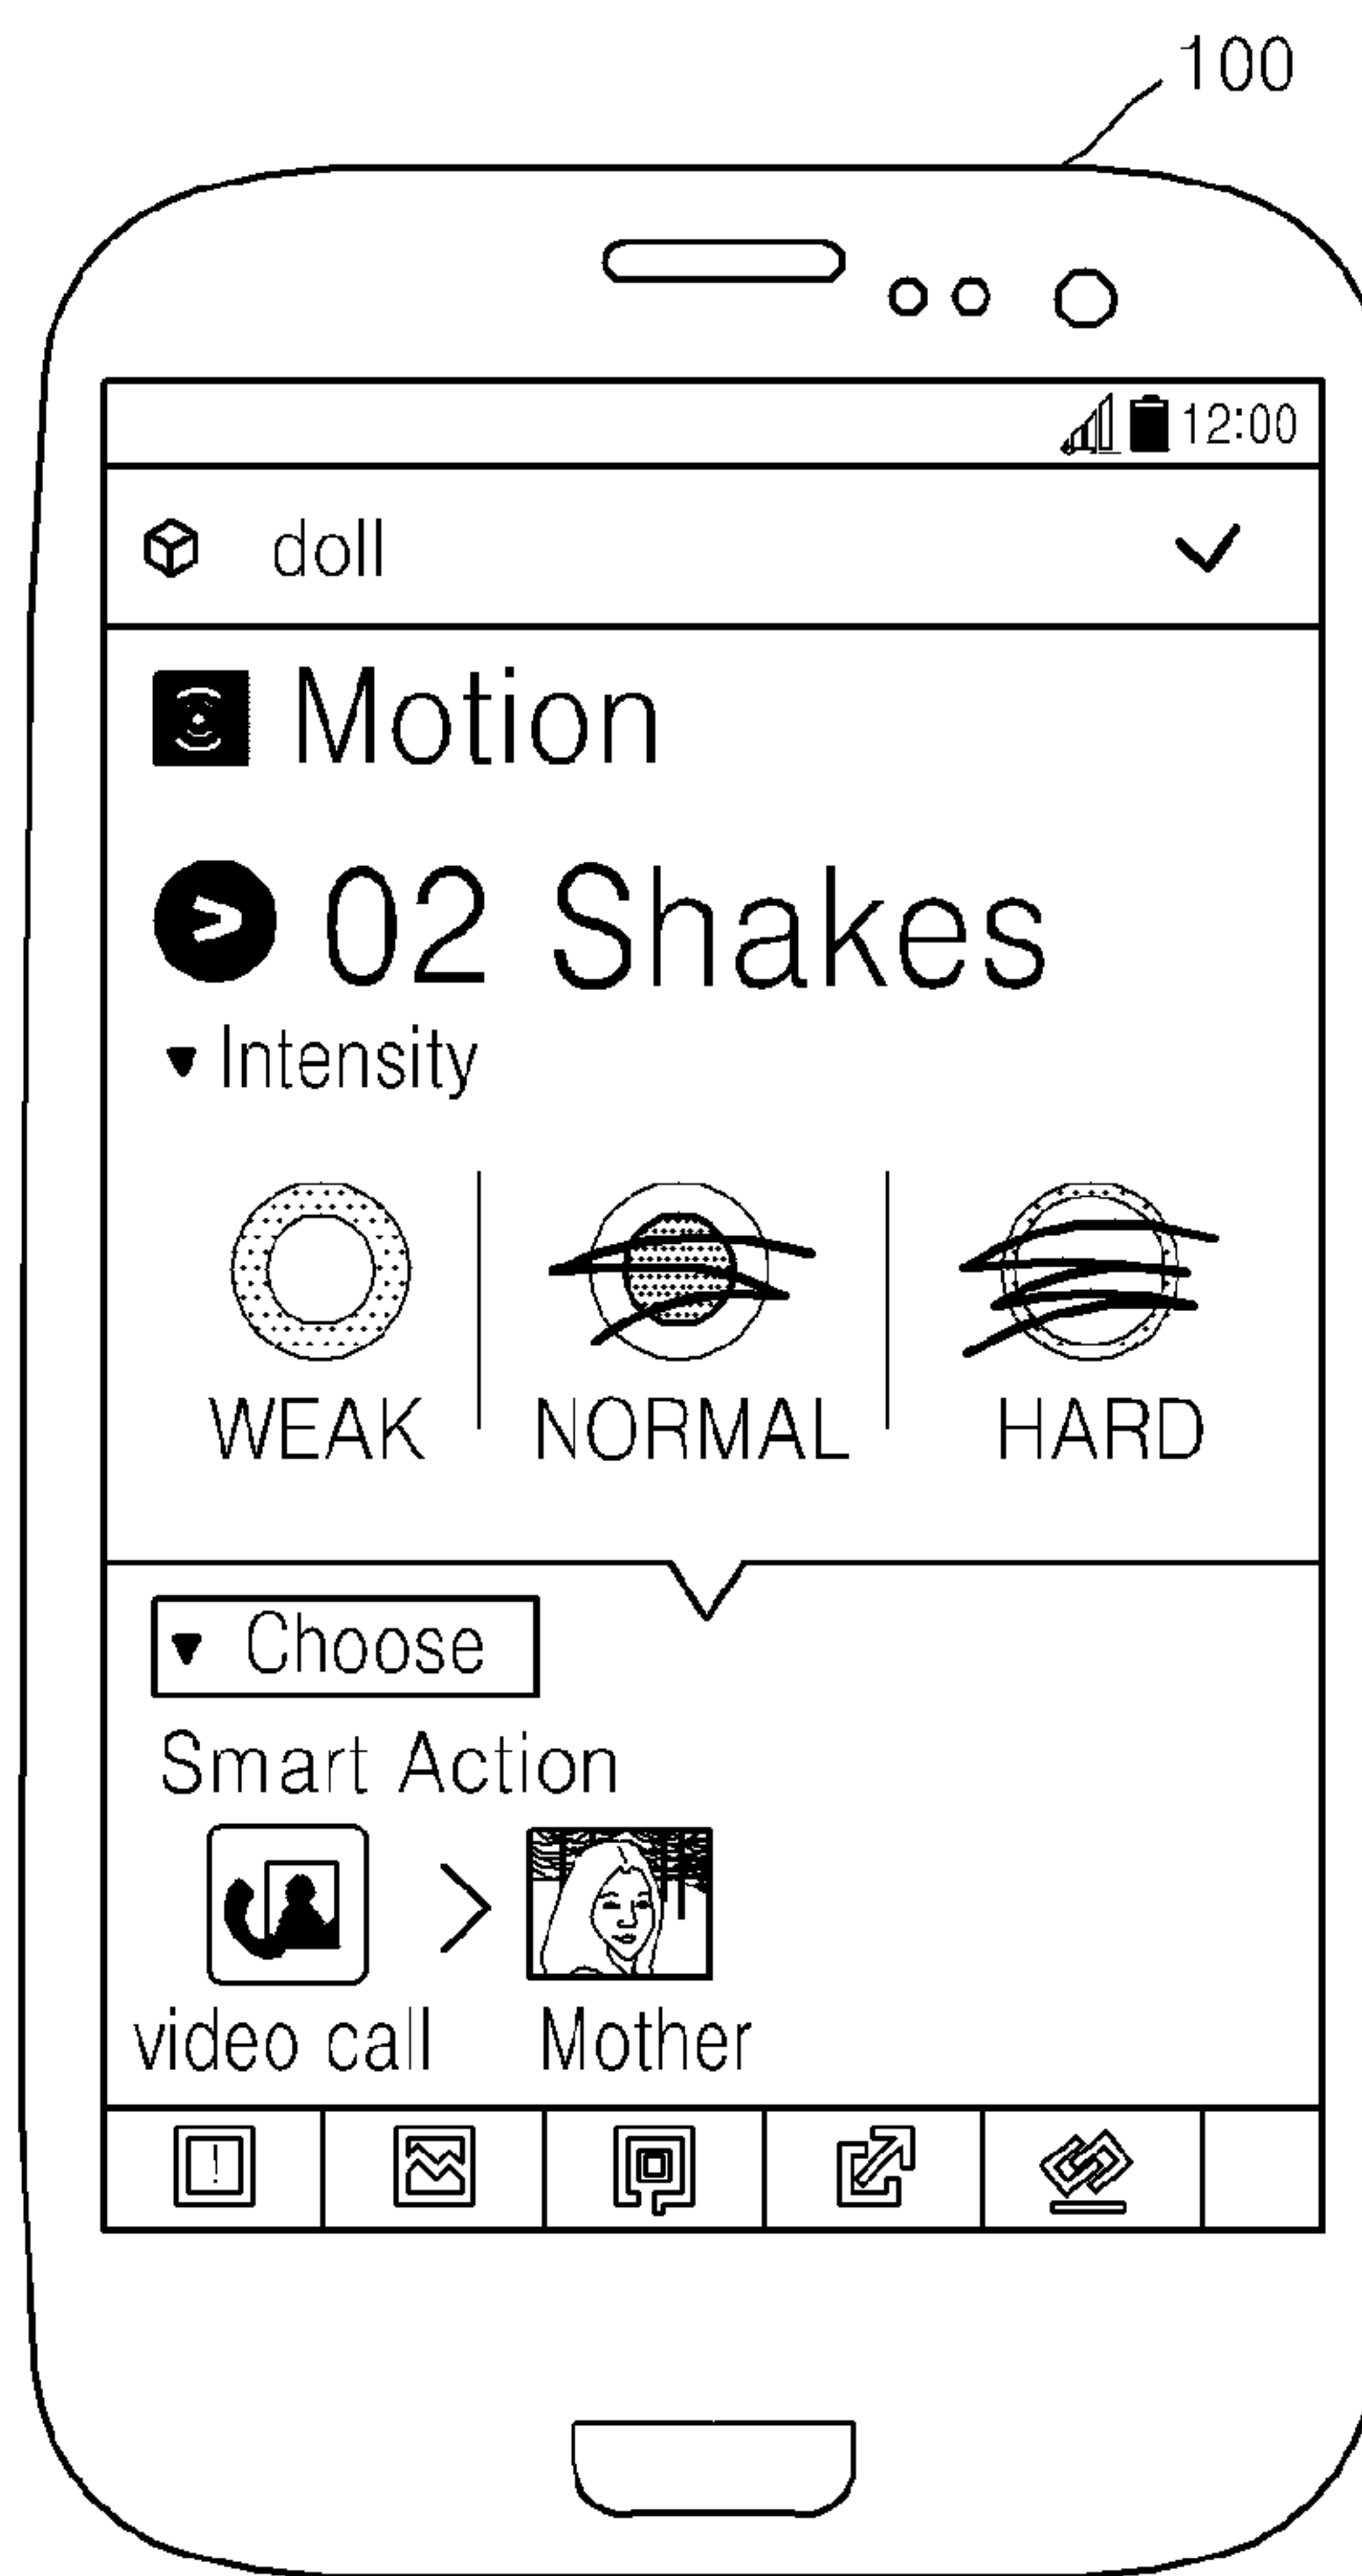 100
12:00
doll
Motion
02 Shakes
Intensity
WEAK NORMAL HARD
Choose
Smart Action
video call Mother